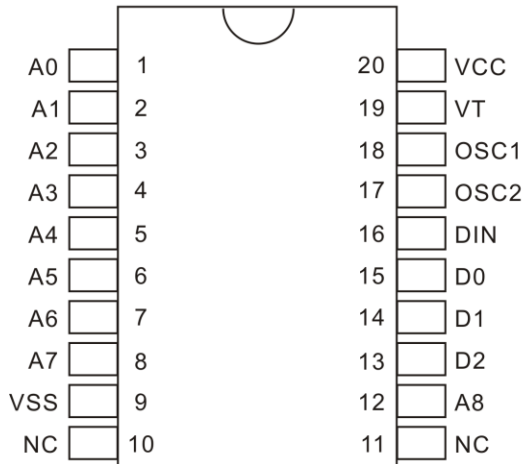 A0 1 20 VCC
A1 2 19 VT
A2 3 18 OSC1
A3 4 17 OSC2
A4 5 16 DIN
A5 6 15 D0
A6 7 14 D1
A7 8 13 D2
VSS 9 12 A8
NC 10 11 NC